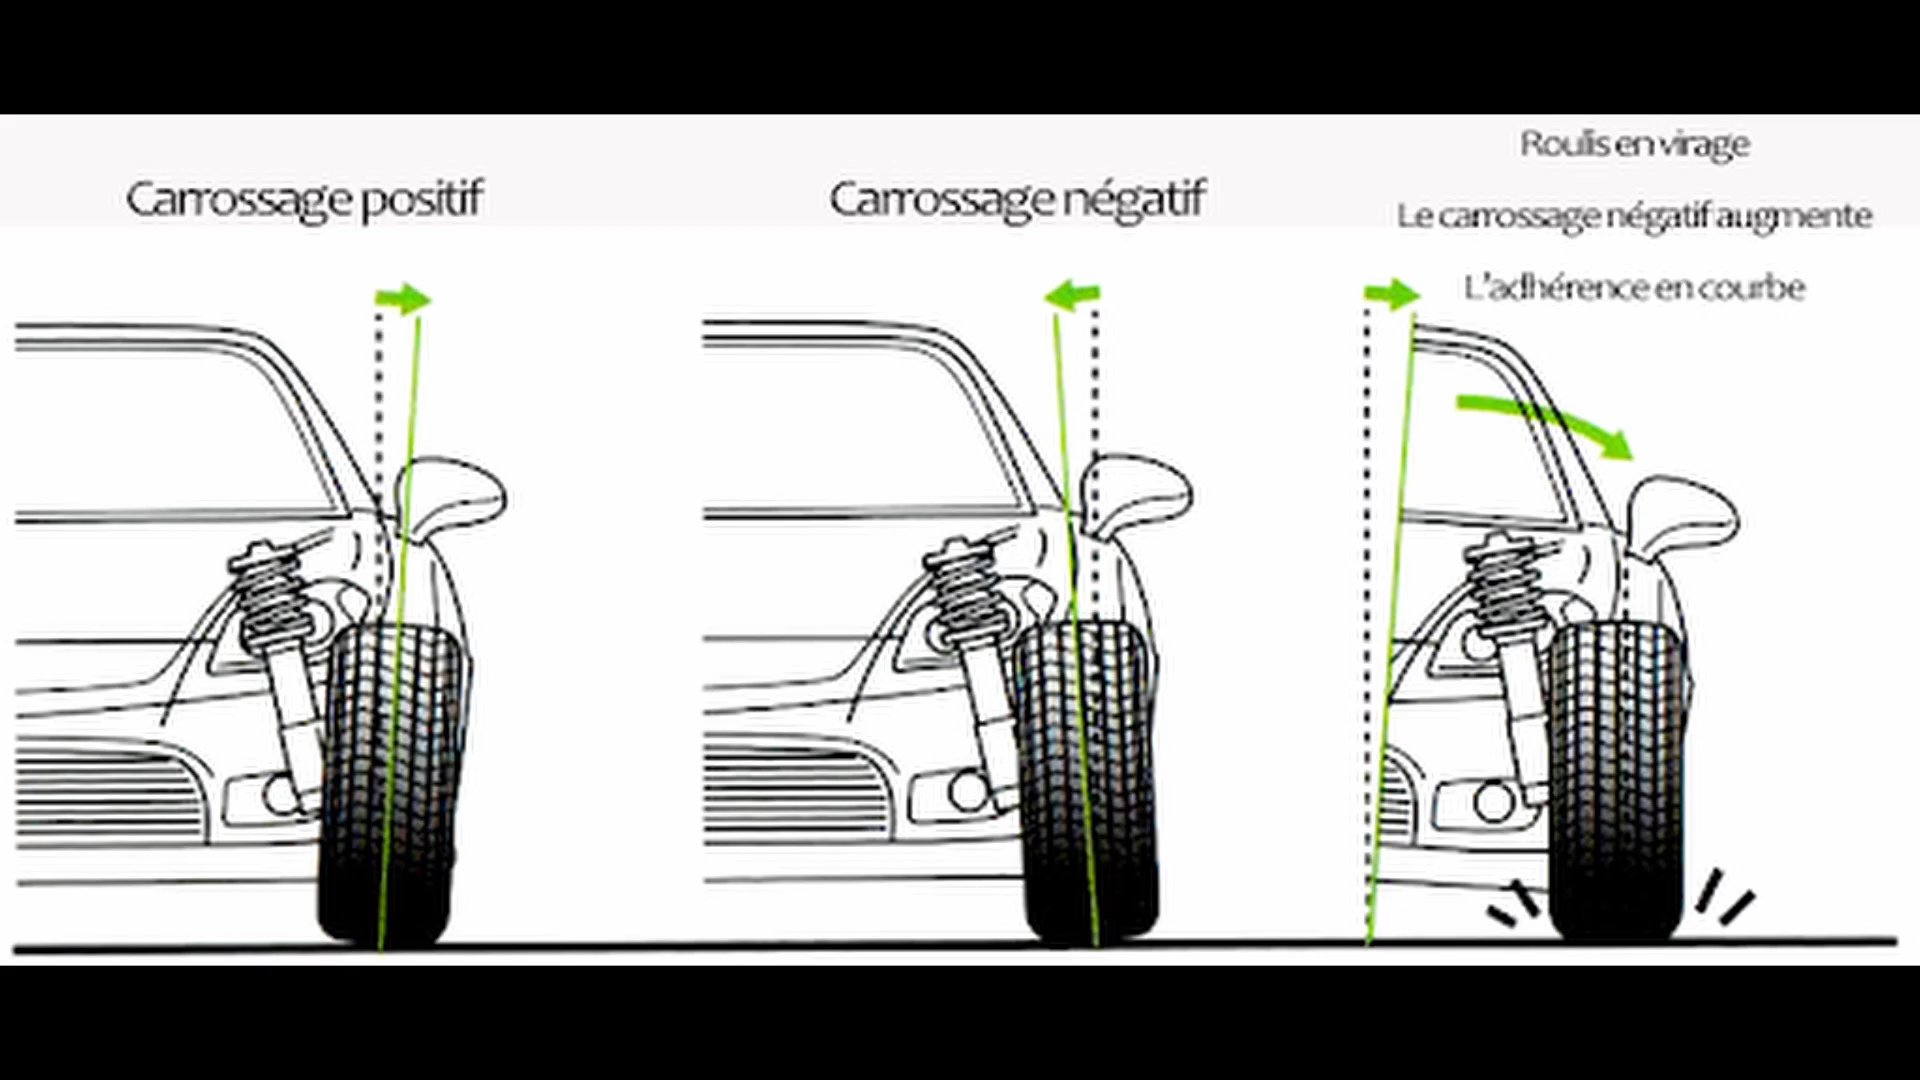 Carrossage positif
Carrossage négatif
Roulis en virage
Le carrossage négatif augmente
L'adhérence en courbe